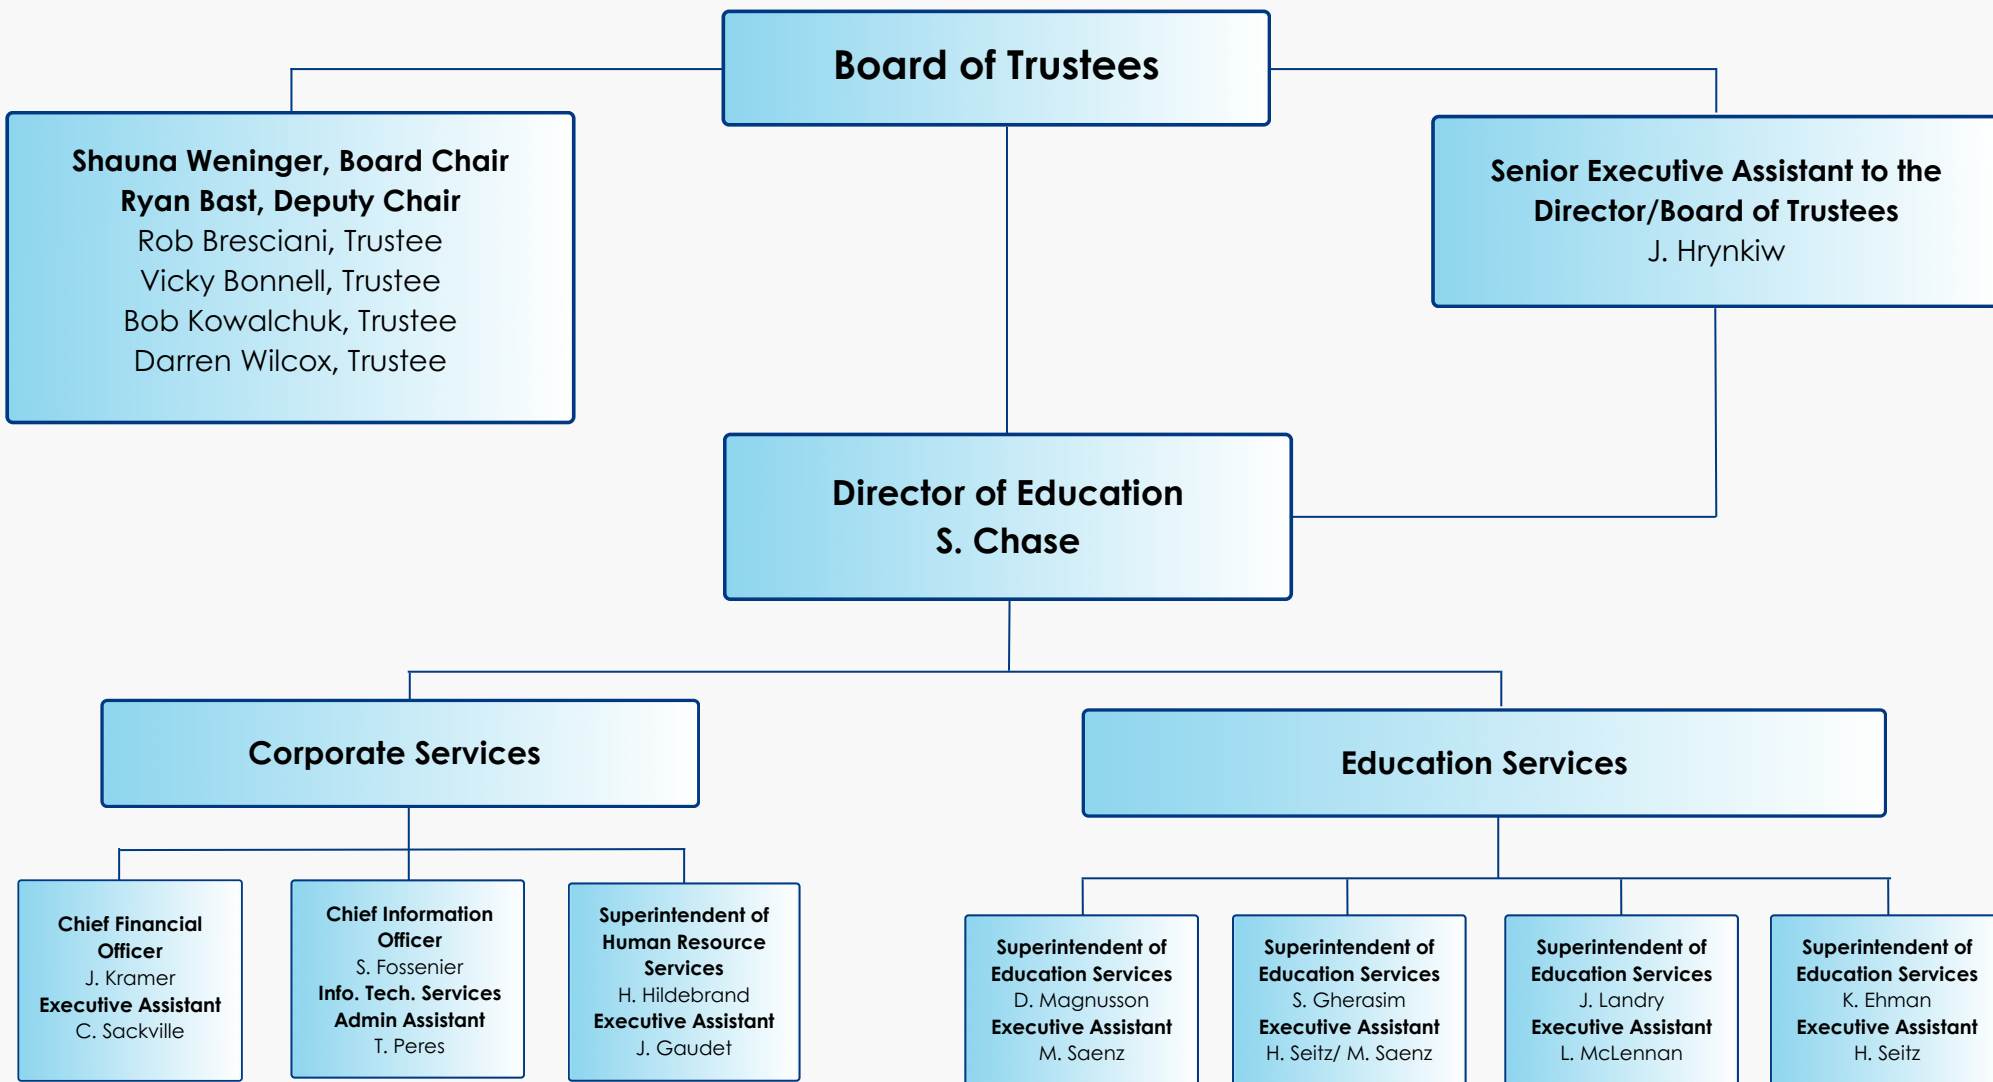 Board of Trustees
Shauna Weninger, Board Chair
Ryan Bast, Deputy Chair
Rob Bresciani, Trustee
Vicky Bonnell, Trustee
Bob Kowalchuk, Trustee
Darren Wilcox, Trustee
Senior Executive Assistant to the
Director/Board of Trustees
J. Hrynkiw
Director of Education
S. Chase
Corporate Services
Education Services
Chief Financial
Officer
J. Kramer
Executive Assistant
C. Sackville
Chief Information
Officer
S. Fossenier
Info. Tech. Services
Admin Assistant
T. Peres
Superintendent of
Human Resource
Services
H. Hildebrand
Executive Assistant
J. Gaudet
Superintendent of
Education Services
D. Magnusson
Executive Assistant
M. Saenz
Superintendent of
Education Services
S. Gherasim
Executive Assistant
H. Seitz/ M. Saenz
Superintendent of
Education Services
J. Landry
Executive Assistant
L. McLennan
Superintendent of
Education Services
K. Ehman
Executive Assistant
H. Seitz